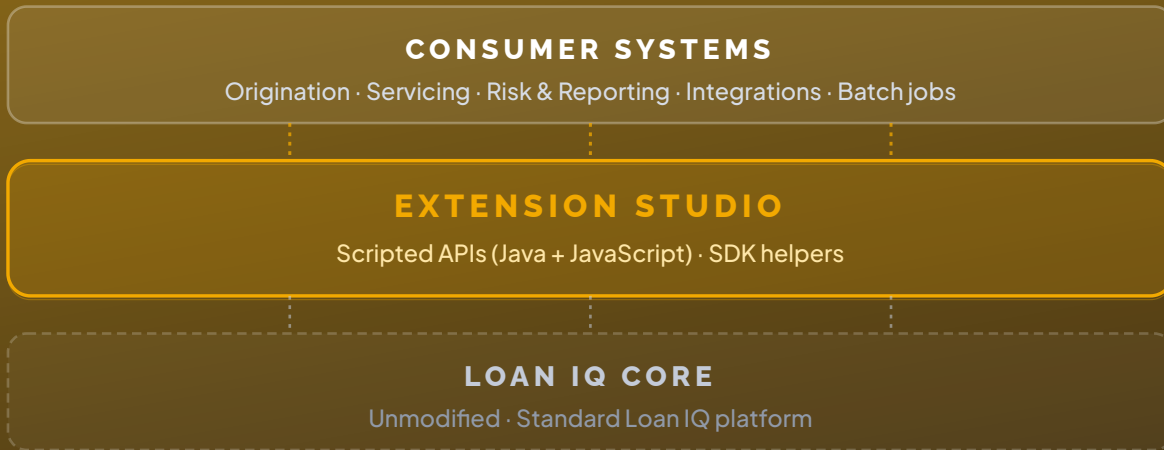 CONSUMER SYSTEMS
Origination · Servicing · Risk & Reporting · Integrations · Batch jobs
EXTENSION STUDIO
Scripted APIs (Java + JavaScript) · SDK helpers
LOAN IQ CORE
Unmodified · Standard Loan IQ platform